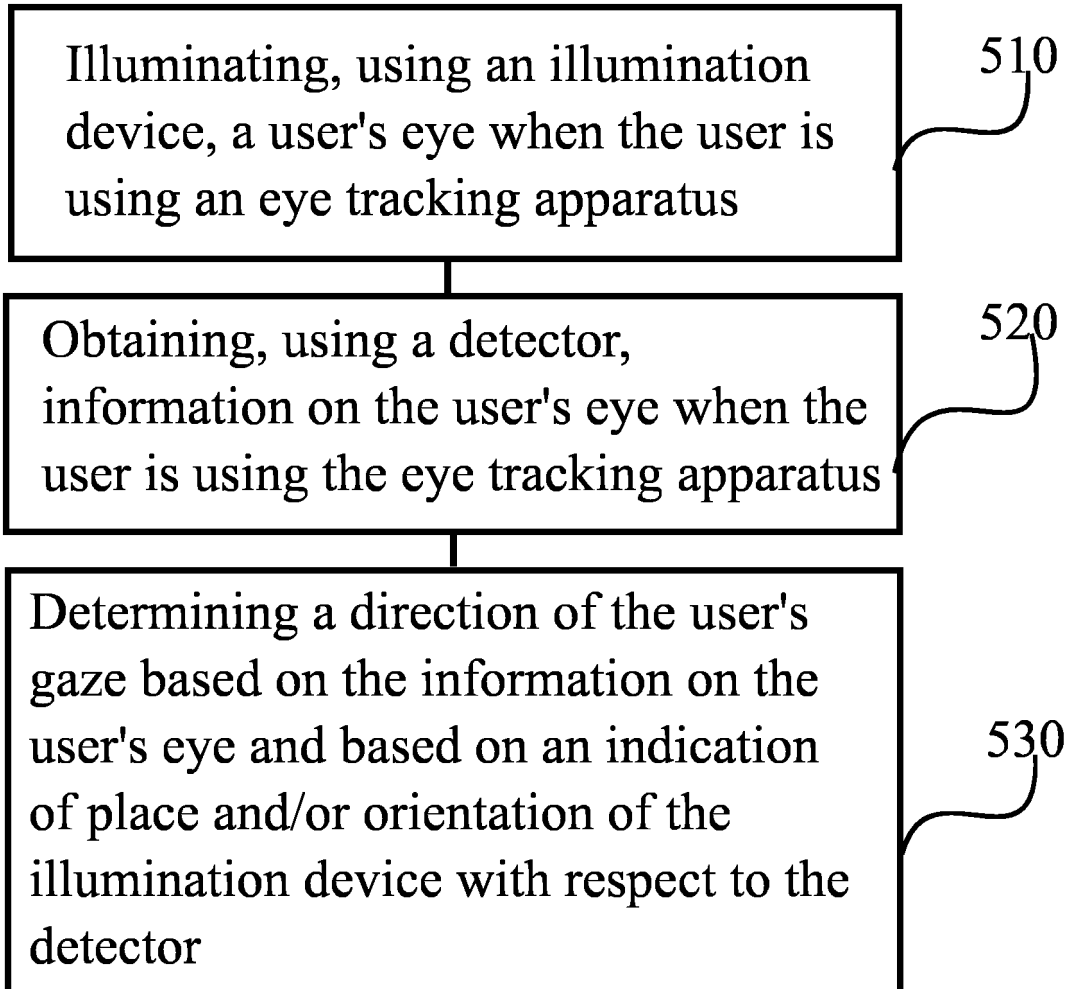 Illuminating, using an illumination
device, a user's eye when the user is
using an eye tracking apparatus
510
Obtaining, using a detector,
information on the user's eye when the
user is using the eye tracking apparatus
520
Determining a direction of the user's
gaze based on the information on the
user's eye and based on an indication
of place and/or orientation of the
illumination device with respect to the
detector
530